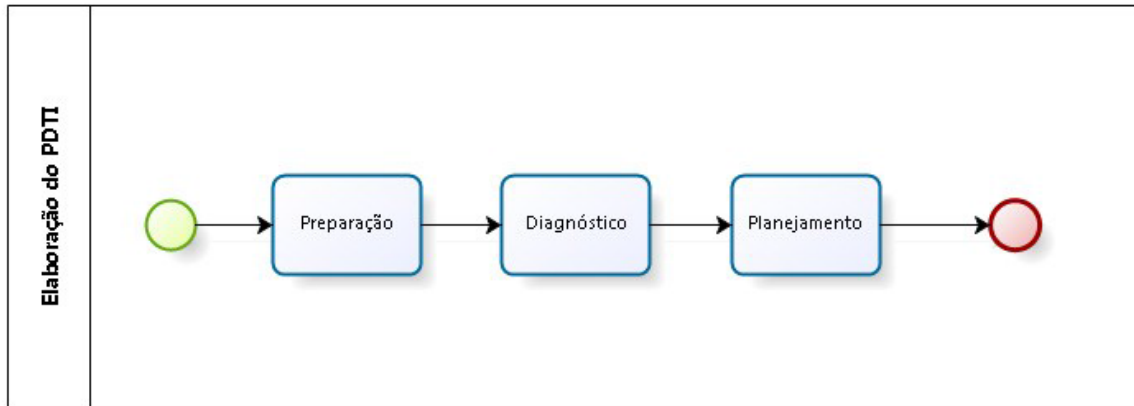 Elaboração do PDTI
Preparação
Diagnóstico
Planejamento